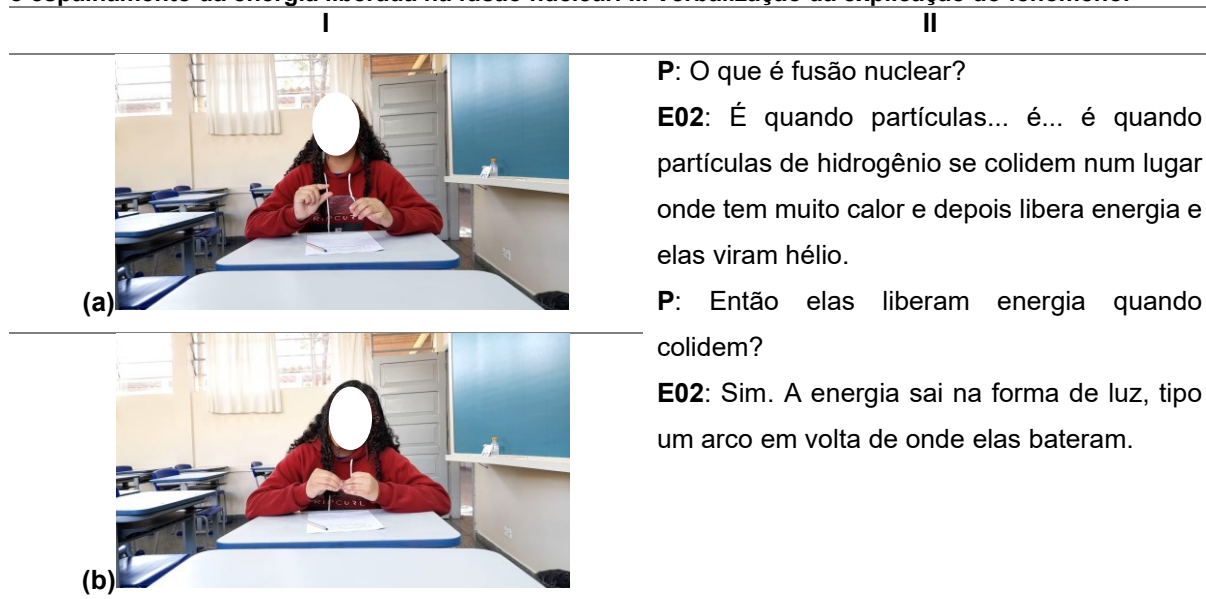 o espalhamento da energia liberada na fusão nuclear. II Verbalização da explicação do fenômeno.
I
II
(a)
RIPCURL
P: O que é fusão nuclear?
E02: É quando partículas... é... é quando
partículas de hidrogênio se colidem num lugar
onde tem muito calor e depois libera energia e
elas viram hélio.
P: Então elas liberam energia quando
colidem?
E02: Sim. A energia sai na forma de luz, tipo
um arco em volta de onde elas bateram.
(b)
RIPCURL